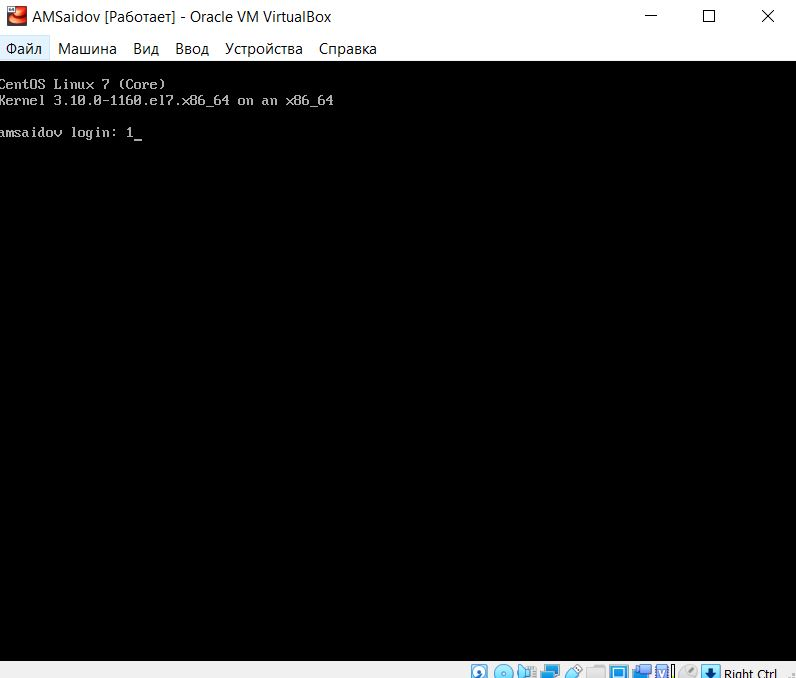 AMSaidov [Работает] - Oracle VM VirtualBox
Файл Машина Вид Ввод Устройства Справка
CentOS Linux 7 (Core)
Kernel 3.10.0-1160.el7.x86_64 on an x86_64
amsaidov login: 1_
Right Ctrl